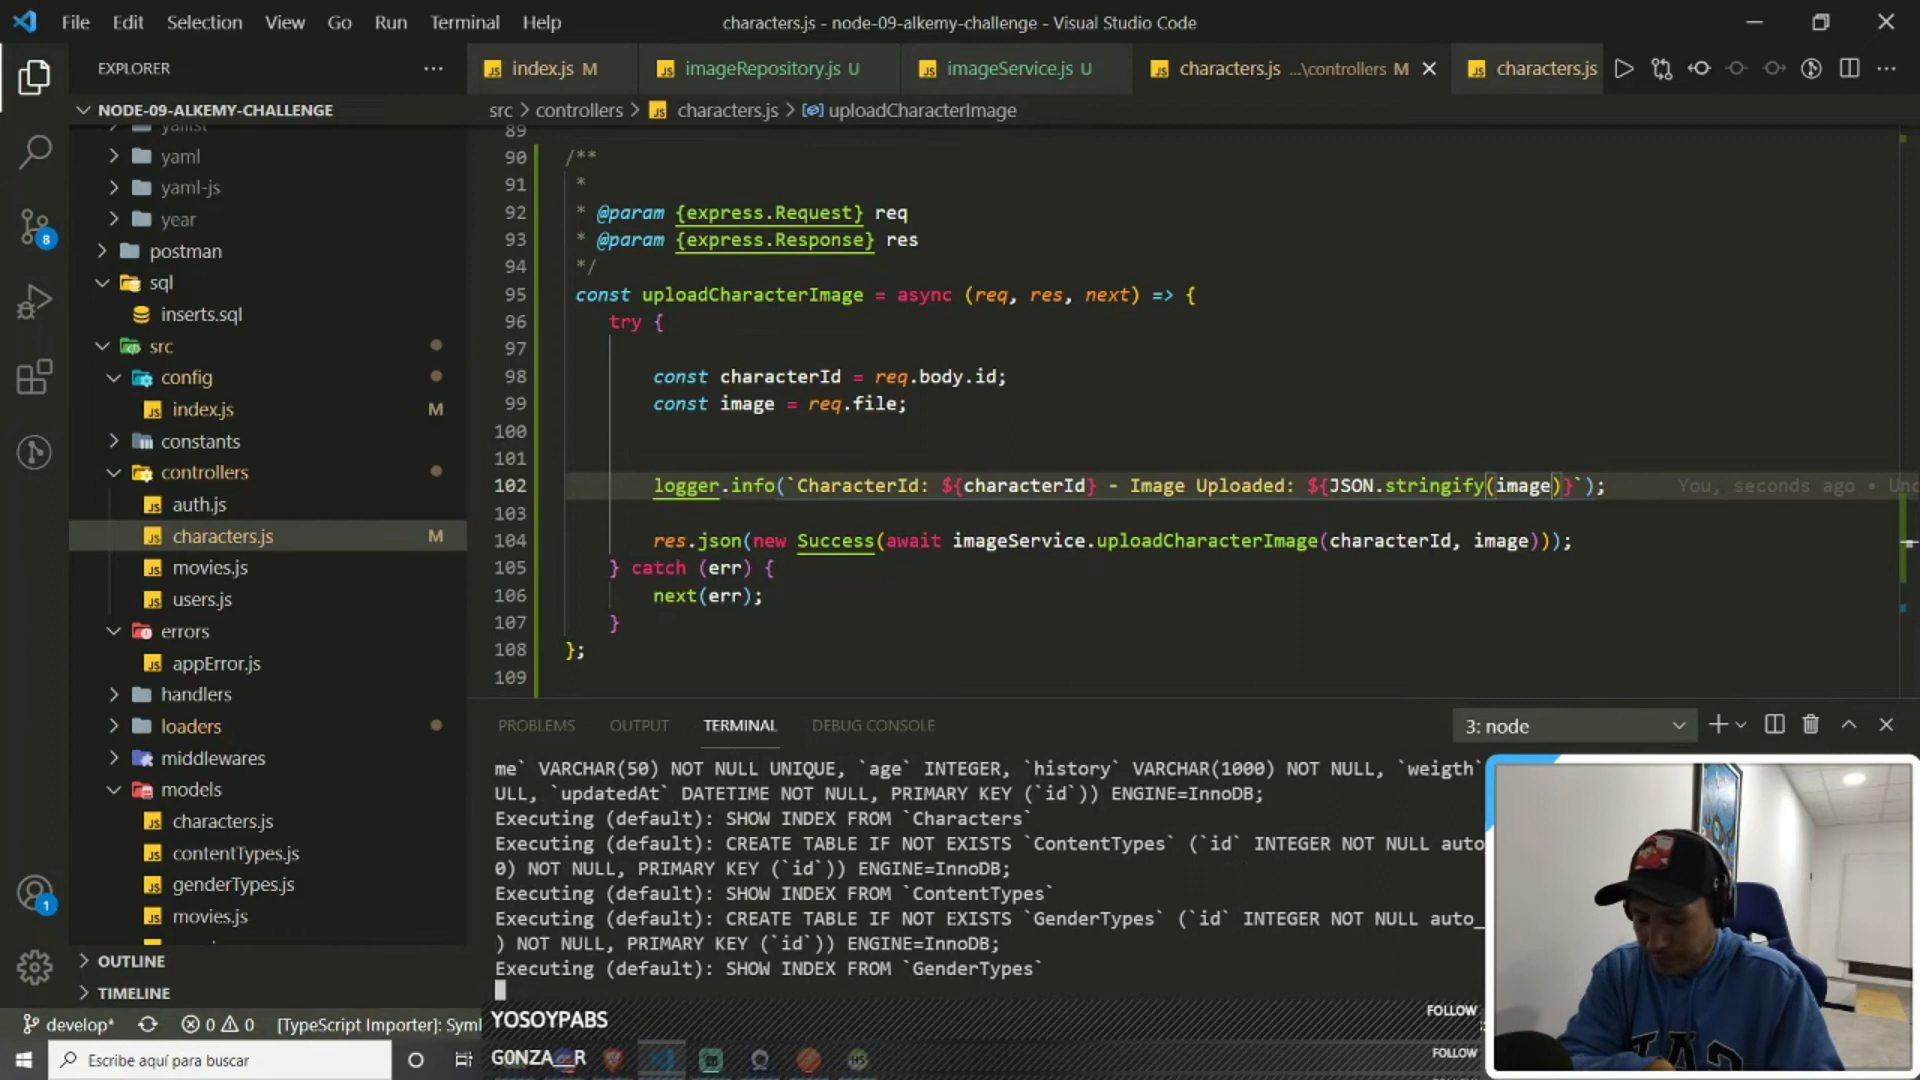 File Edit Selection View Go Run Terminal Help
characters.js - node-09-alkemy-challenge - Visual Studio Code
EXPLORER
NODE-09-ALKEMY-CHALLENGE
yallist
yaml
yaml-js
year
postman
sql
inserts.sql
src
config
index.js M
constants
controllers
auth.js
characters.js M
movies.js
users.js
errors
appError.js
handlers
loaders
middlewares
models
characters.js
contentTypes.js
genderTypes.js
movies.js
OUTLINE
TIMELINE
8
1
index.js M
imageRepository.js U
imageService.js U
characters.js ...\controllers M
characters.js
src > controllers > characters.js > uploadCharacterImage
89
90 /**
91 *
92 * @param {express.Request} req
93 * @param {express.Response} res
94 */
95 const uploadCharacterImage = async (req, res, next) => {
96 try {
97
98 const characterId = req.body.id;
99 const image = req.file;
100
101
102 logger.info(`CharacterId: ${characterId} - Image Uploaded: ${JSON.stringify(image)}`); You, seconds ago • Unc
103
104 res.json(new Success(await imageService.uploadCharacterImage(characterId, image)));
105 } catch (err) {
106 next(err);
107 }
108 };
109
PROBLEMS OUTPUT TERMINAL DEBUG CONSOLE
3: node
me` VARCHAR(50) NOT NULL UNIQUE, `age` INTEGER, `history` VARCHAR(1000) NOT NULL, `weigth`
ULL, `updatedAt` DATETIME NOT NULL, PRIMARY KEY (`id`)) ENGINE=InnoDB;
Executing (default): SHOW INDEX FROM `Characters`
Executing (default): CREATE TABLE IF NOT EXISTS `ContentTypes` (`id` INTEGER NOT NULL auto
0) NOT NULL, PRIMARY KEY (`id`)) ENGINE=InnoDB;
Executing (default): SHOW INDEX FROM `ContentTypes`
Executing (default): CREATE TABLE IF NOT EXISTS `GenderTypes` (`id` INTEGER NOT NULL auto_
) NOT NULL, PRIMARY KEY (`id`)) ENGINE=InnoDB;
Executing (default): SHOW INDEX FROM `GenderTypes`
develop* 0 0 [TypeScript Importer]: Syml
YOSOYPABS FOLLOW
Escribe aquí para buscar
G0NZA__R FOLLOW
GAP